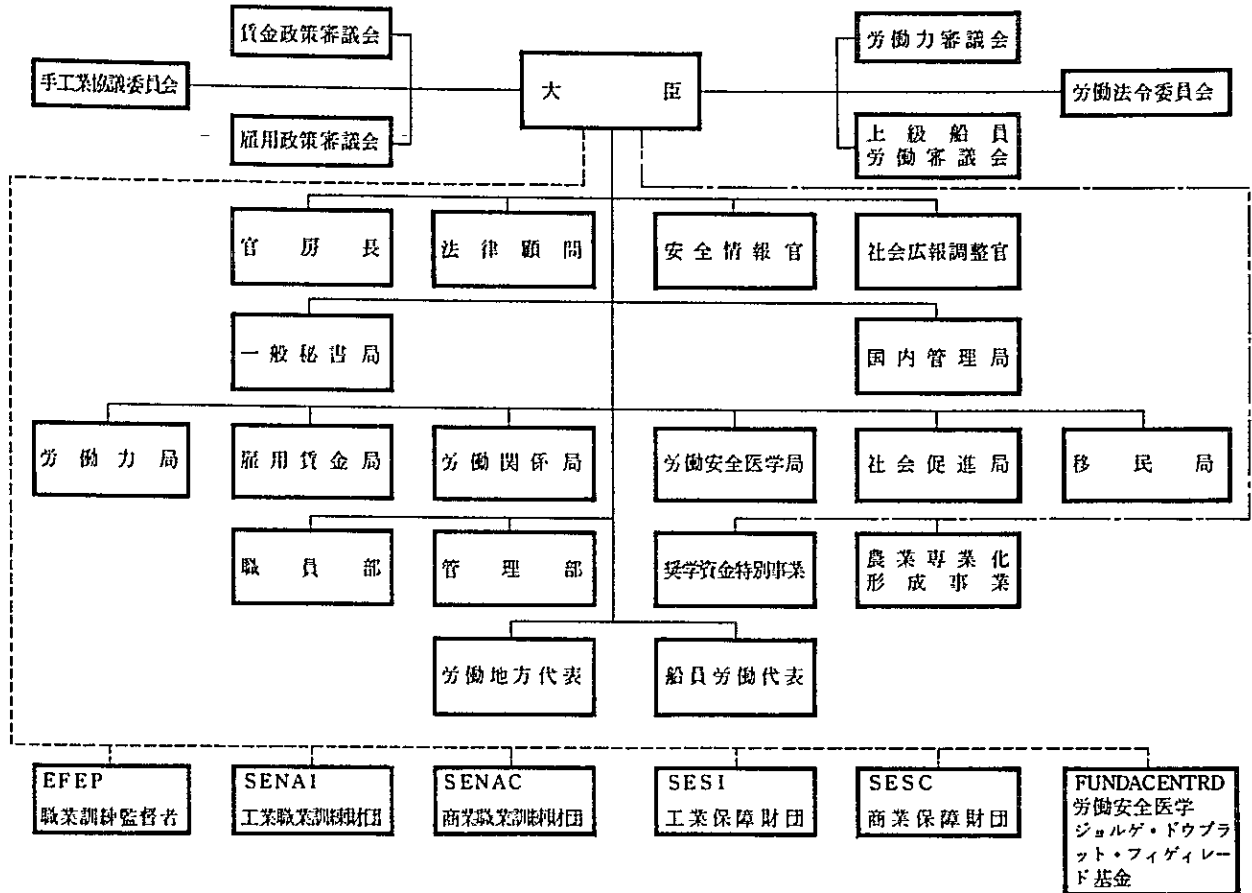 賃金政策審議会
労働力審議会
手工業協議委員会
大臣
労働法令委員会
雇用政策審議会
上級船員
労働審議会
官房長
法律顧問
安全情報官
社会広報調整官
一般秘書局
国内管理局
労働力局
雇用賃金局
労働関係局
労働安全医学局
社会促進局
移民局
職員部
管理部
奨学資金特別事業
農業専業化
形成事業
労働地方代表
船員労働代表
EFEP
職業訓練監督者
SENAI
工業職業訓練財団
SENAC
商業職業訓練財団
SESI
工業保障財団
SESC
商業保障財団
FUNDACENTRD
労働安全医学
ジョルゲ・ドウプラ
ット・フィゲィレー
ド基金